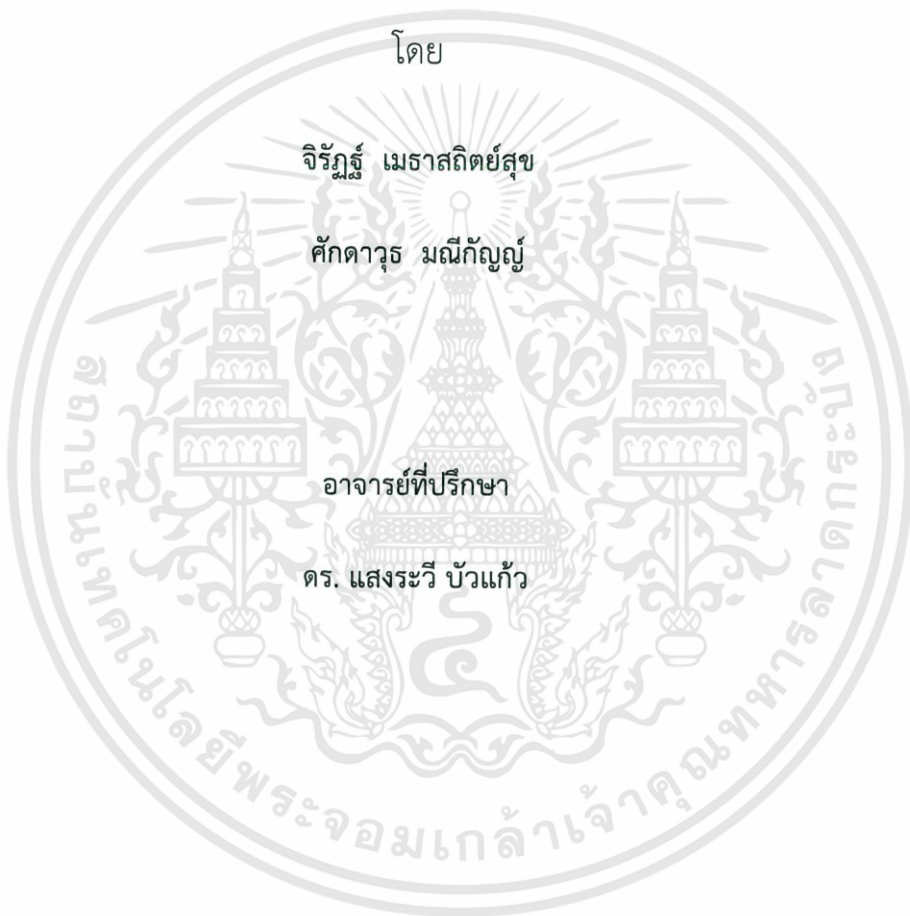 โดย
จิรัฏฐ์ เมธาสถิตย์สุข
ศักดาวุธ มณีกัญญ์
อาจารย์ที่ปรึกษา
ดร. แสงระวี บัวแก้ว
สถาบันเทคโนโลยีพระจอมเกล้าเจ้าคุณทหารลาดกระบัง